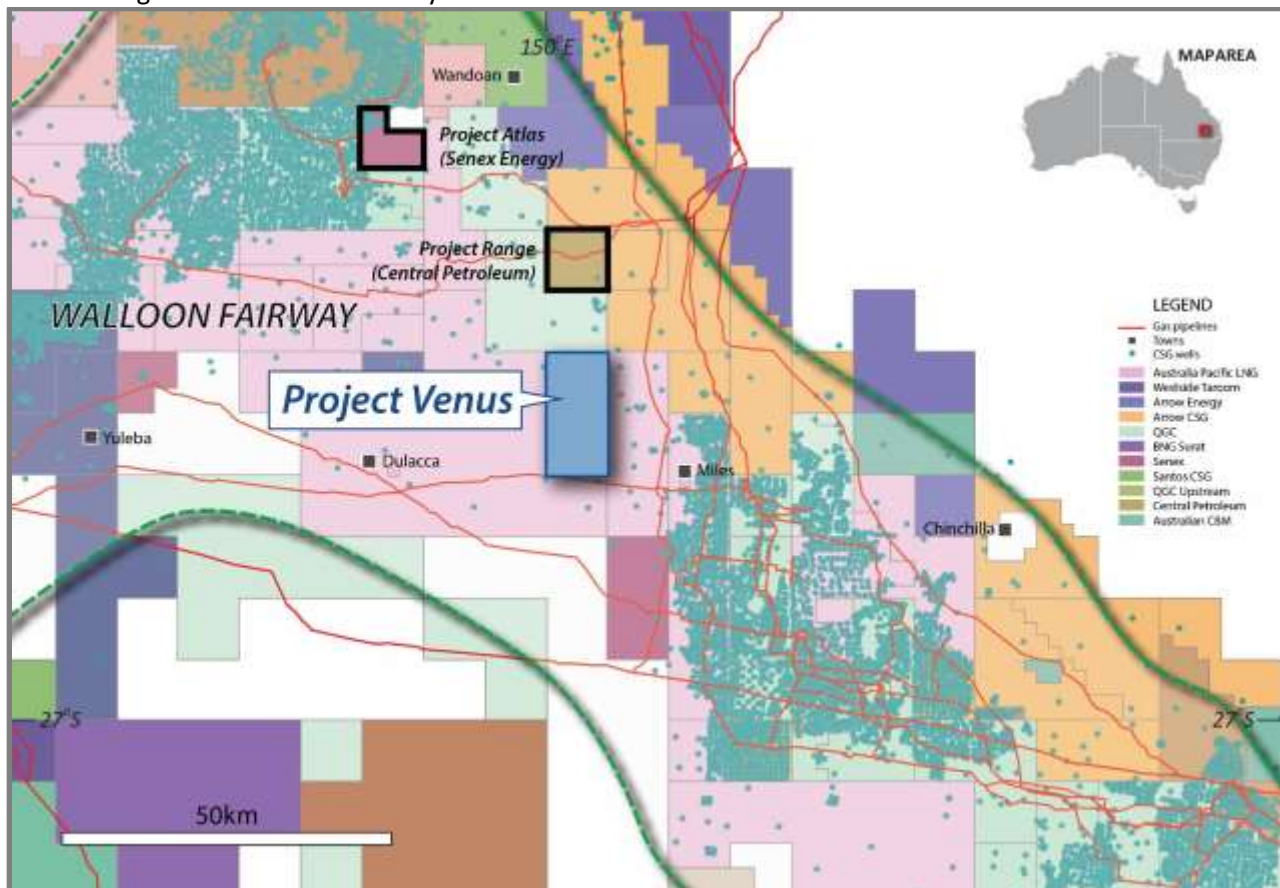 150°E
Wandoan
MAPAREA
Project Atlas
(Senex Energy)
Project Range
(Central Petroleum)
WALLOON FAIRWAY
LEGEND
Gas pipelines
Towns
CSG wells
Australia Pacific LNG
Westside Taroom
Arrow Energy
Arrow CSG
QGC
BNG Surat
Senex
Santos CSG
QGC Upstream
Central Petroleum
Australian CBM
Project Venus
Yuleba
Dulacca
Miles
Chinchilla
27°S
27°S
50km